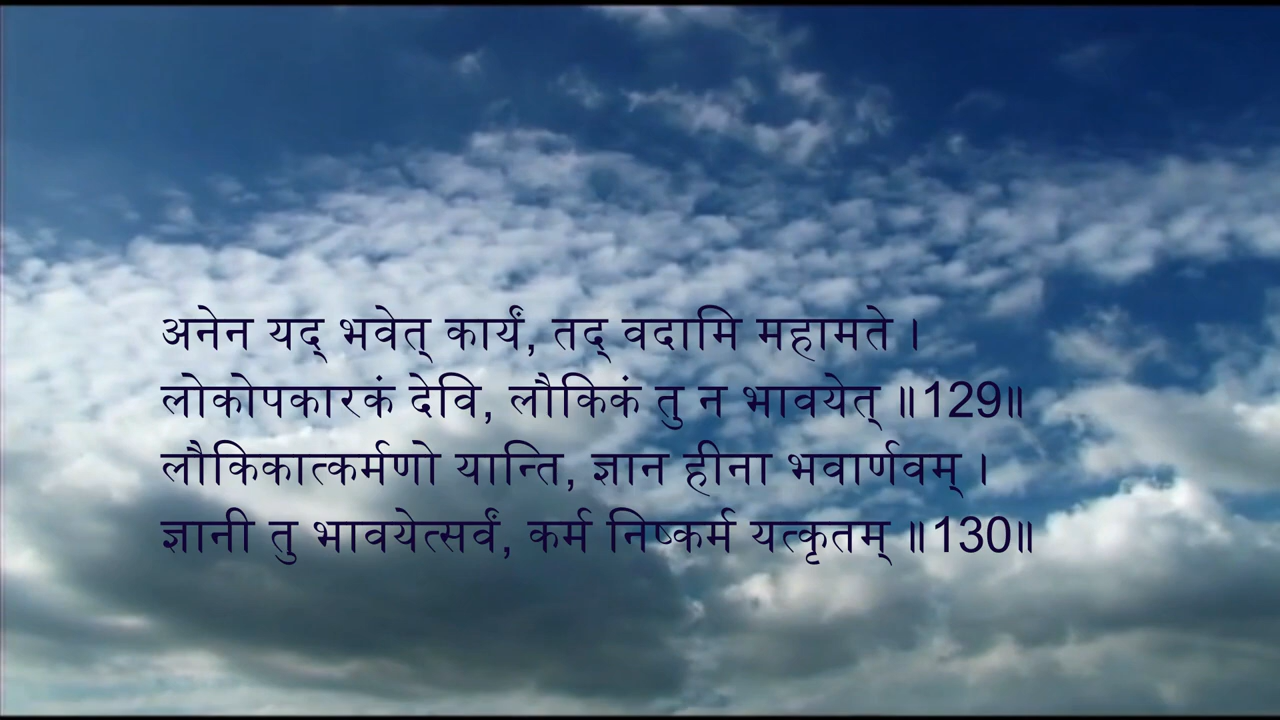 अनेन यद् भवेत् कार्यं, तद् वदामि महामते ।
लोकोपकारकं देवि, लौकिकं तु न भावयेत् ॥129॥
लौकिकात्कर्मणो यान्ति, ज्ञान हीना भवार्णवम् ।
ज्ञानी तु भावयेत्सर्वं, कर्म निष्कर्म यत्कृतम् ॥130॥